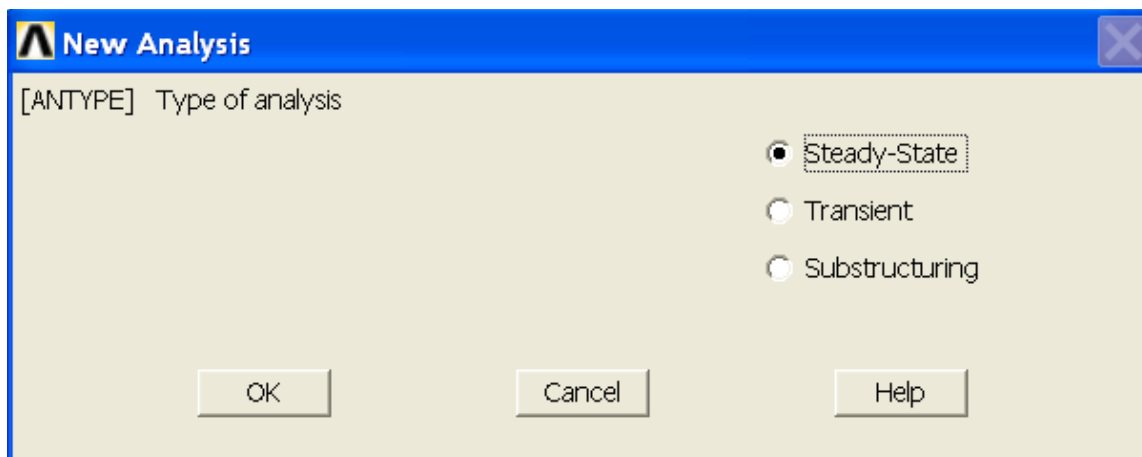 New Analysis
[ANTYPE] Type of analysis
Steady-State
Transient
Substructuring
OK Cancel Help